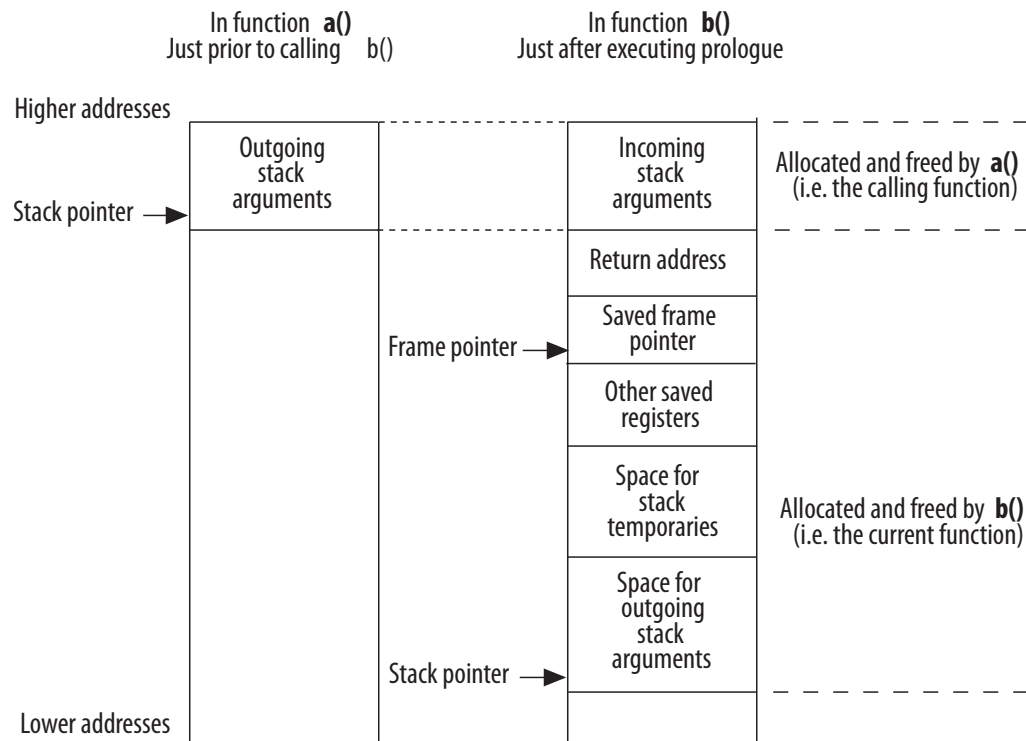 In function a()
Just prior to calling b()
In function b()
Just after executing prologue
Higher addresses
Outgoing
stack
arguments
Incoming
stack
arguments
Allocated and freed by a()
(i.e. the calling function)
Stack pointer
Return address
Saved frame
pointer
Frame pointer
Other saved
registers
Space for
stack
temporaries
Allocated and freed by b()
(i.e. the current function)
Space for
outgoing
stack
arguments
Stack pointer
Lower addresses